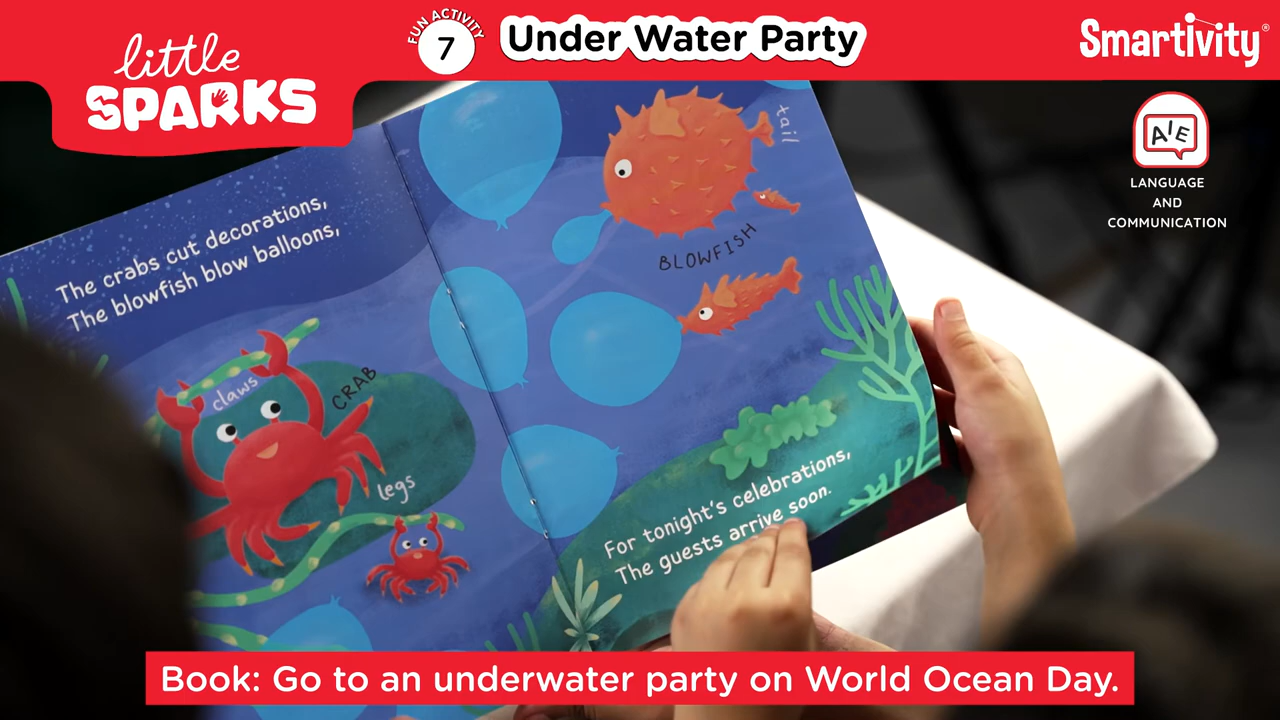 little
SPARKS
FUN ACTIVITY
7
Under Water Party
Smartivity®
AIE
LANGUAGE
AND
COMMUNICATION
The crabs cut decorations,
The blowfish blow balloons,
claws
CRAB
legs
tail
BLOWFISH
For tonight's celebrations,
The guests arrive soon.
Book: Go to an underwater party on World Ocean Day.